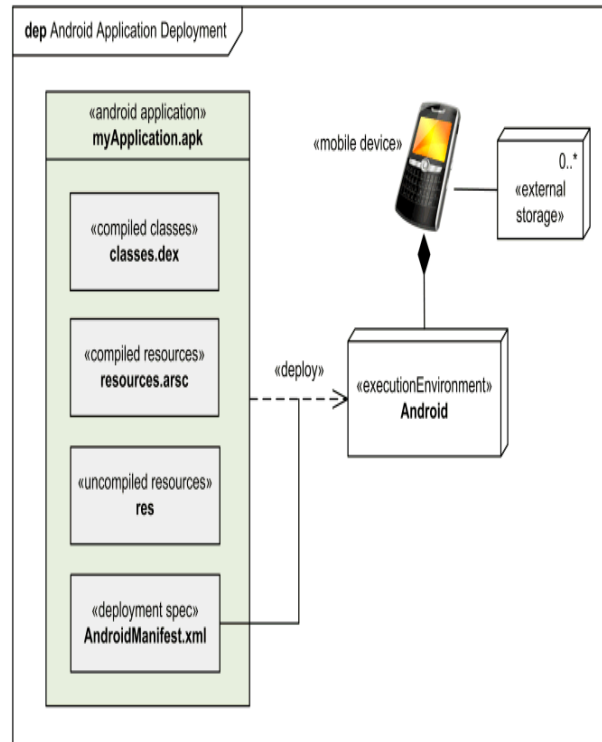 dep Android Application Deployment
«android application»
myApplication.apk
«compiled classes»
classes.dex
«compiled resources»
resources.arsc
«uncompiled resources»
res
«deployment spec»
AndroidManifest.xml
«deploy»
«mobile device»
0..*
«external
storage»
«executionEnvironment»
Android